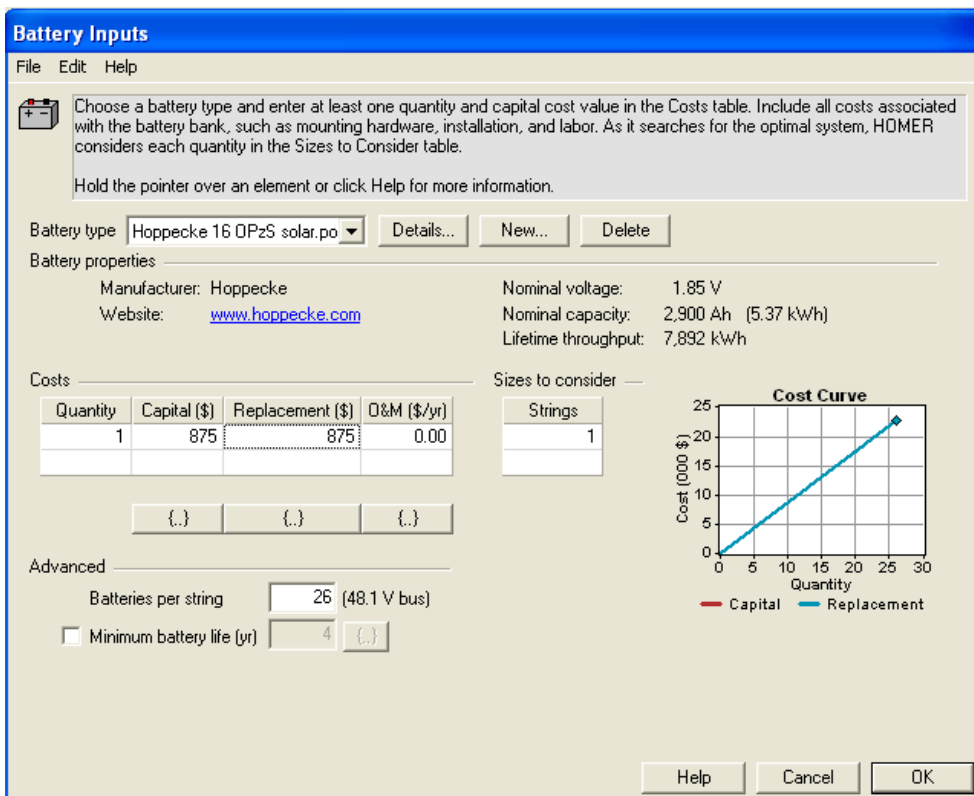 Battery Inputs
File Edit Help
Choose a battery type and enter at least one quantity and capital cost value in the Costs table. Include all costs associated
with the battery bank, such as mounting hardware, installation, and labor. As it searches for the optimal system, HOMER
considers each quantity in the Sizes to Consider table.
Hold the pointer over an element or click Help for more information.
Battery type Hoppecke 16 OPzS solar.po Details... New... Delete
Battery properties
Manufacturer: Hoppecke
Website: www.hoppecke.com
Nominal voltage: 1.85 V
Nominal capacity: 2,900 Ah (5.37 kWh)
Lifetime throughput: 7,892 kWh
Costs
Quantity Capital ($) Replacement ($) O&M ($/yr)
1 875 875 0.00
{..} {..} {..}
Sizes to consider
Strings
1
Cost Curve
Cost (000 $)
25
20
15
10
5
0
0 5 10 15 20 25 30
Quantity
Capital Replacement
Advanced
Batteries per string 26 (48.1 V bus)
Minimum battery life (yr) 4 {..}
Help Cancel OK